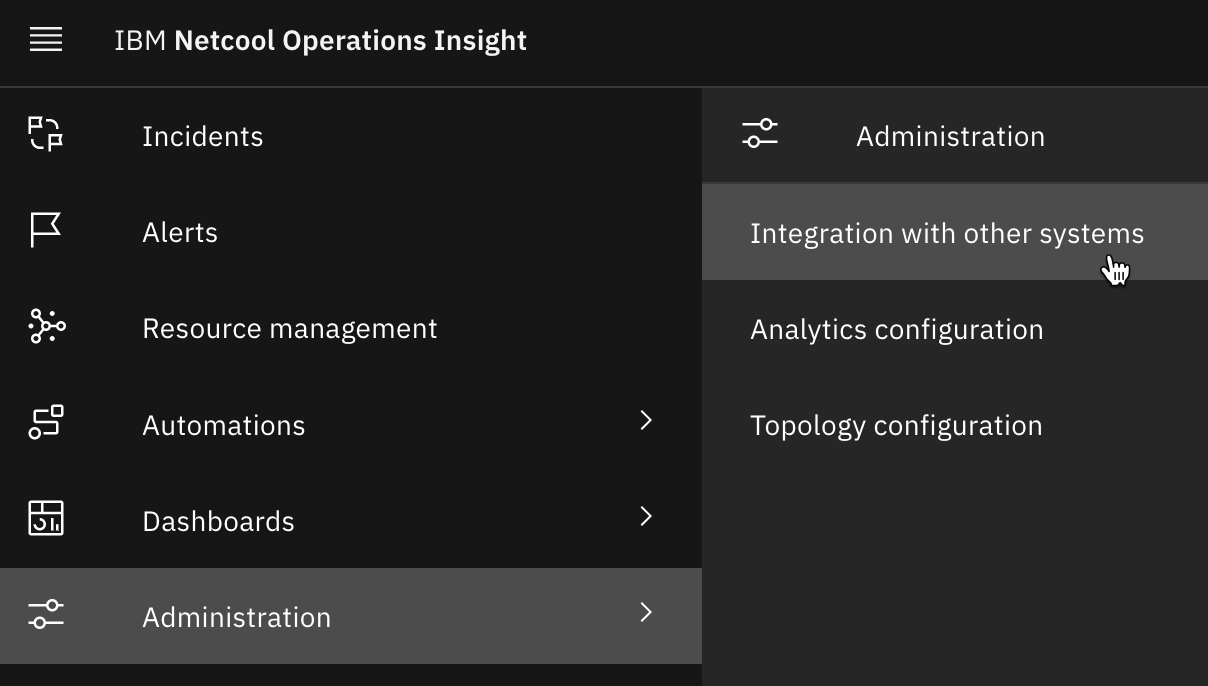 IBM Netcool Operations Insight
Incidents
Alerts
Resource management
Automations
Dashboards
Administration
Administration
Integration with other systems
Analytics configuration
Topology configuration